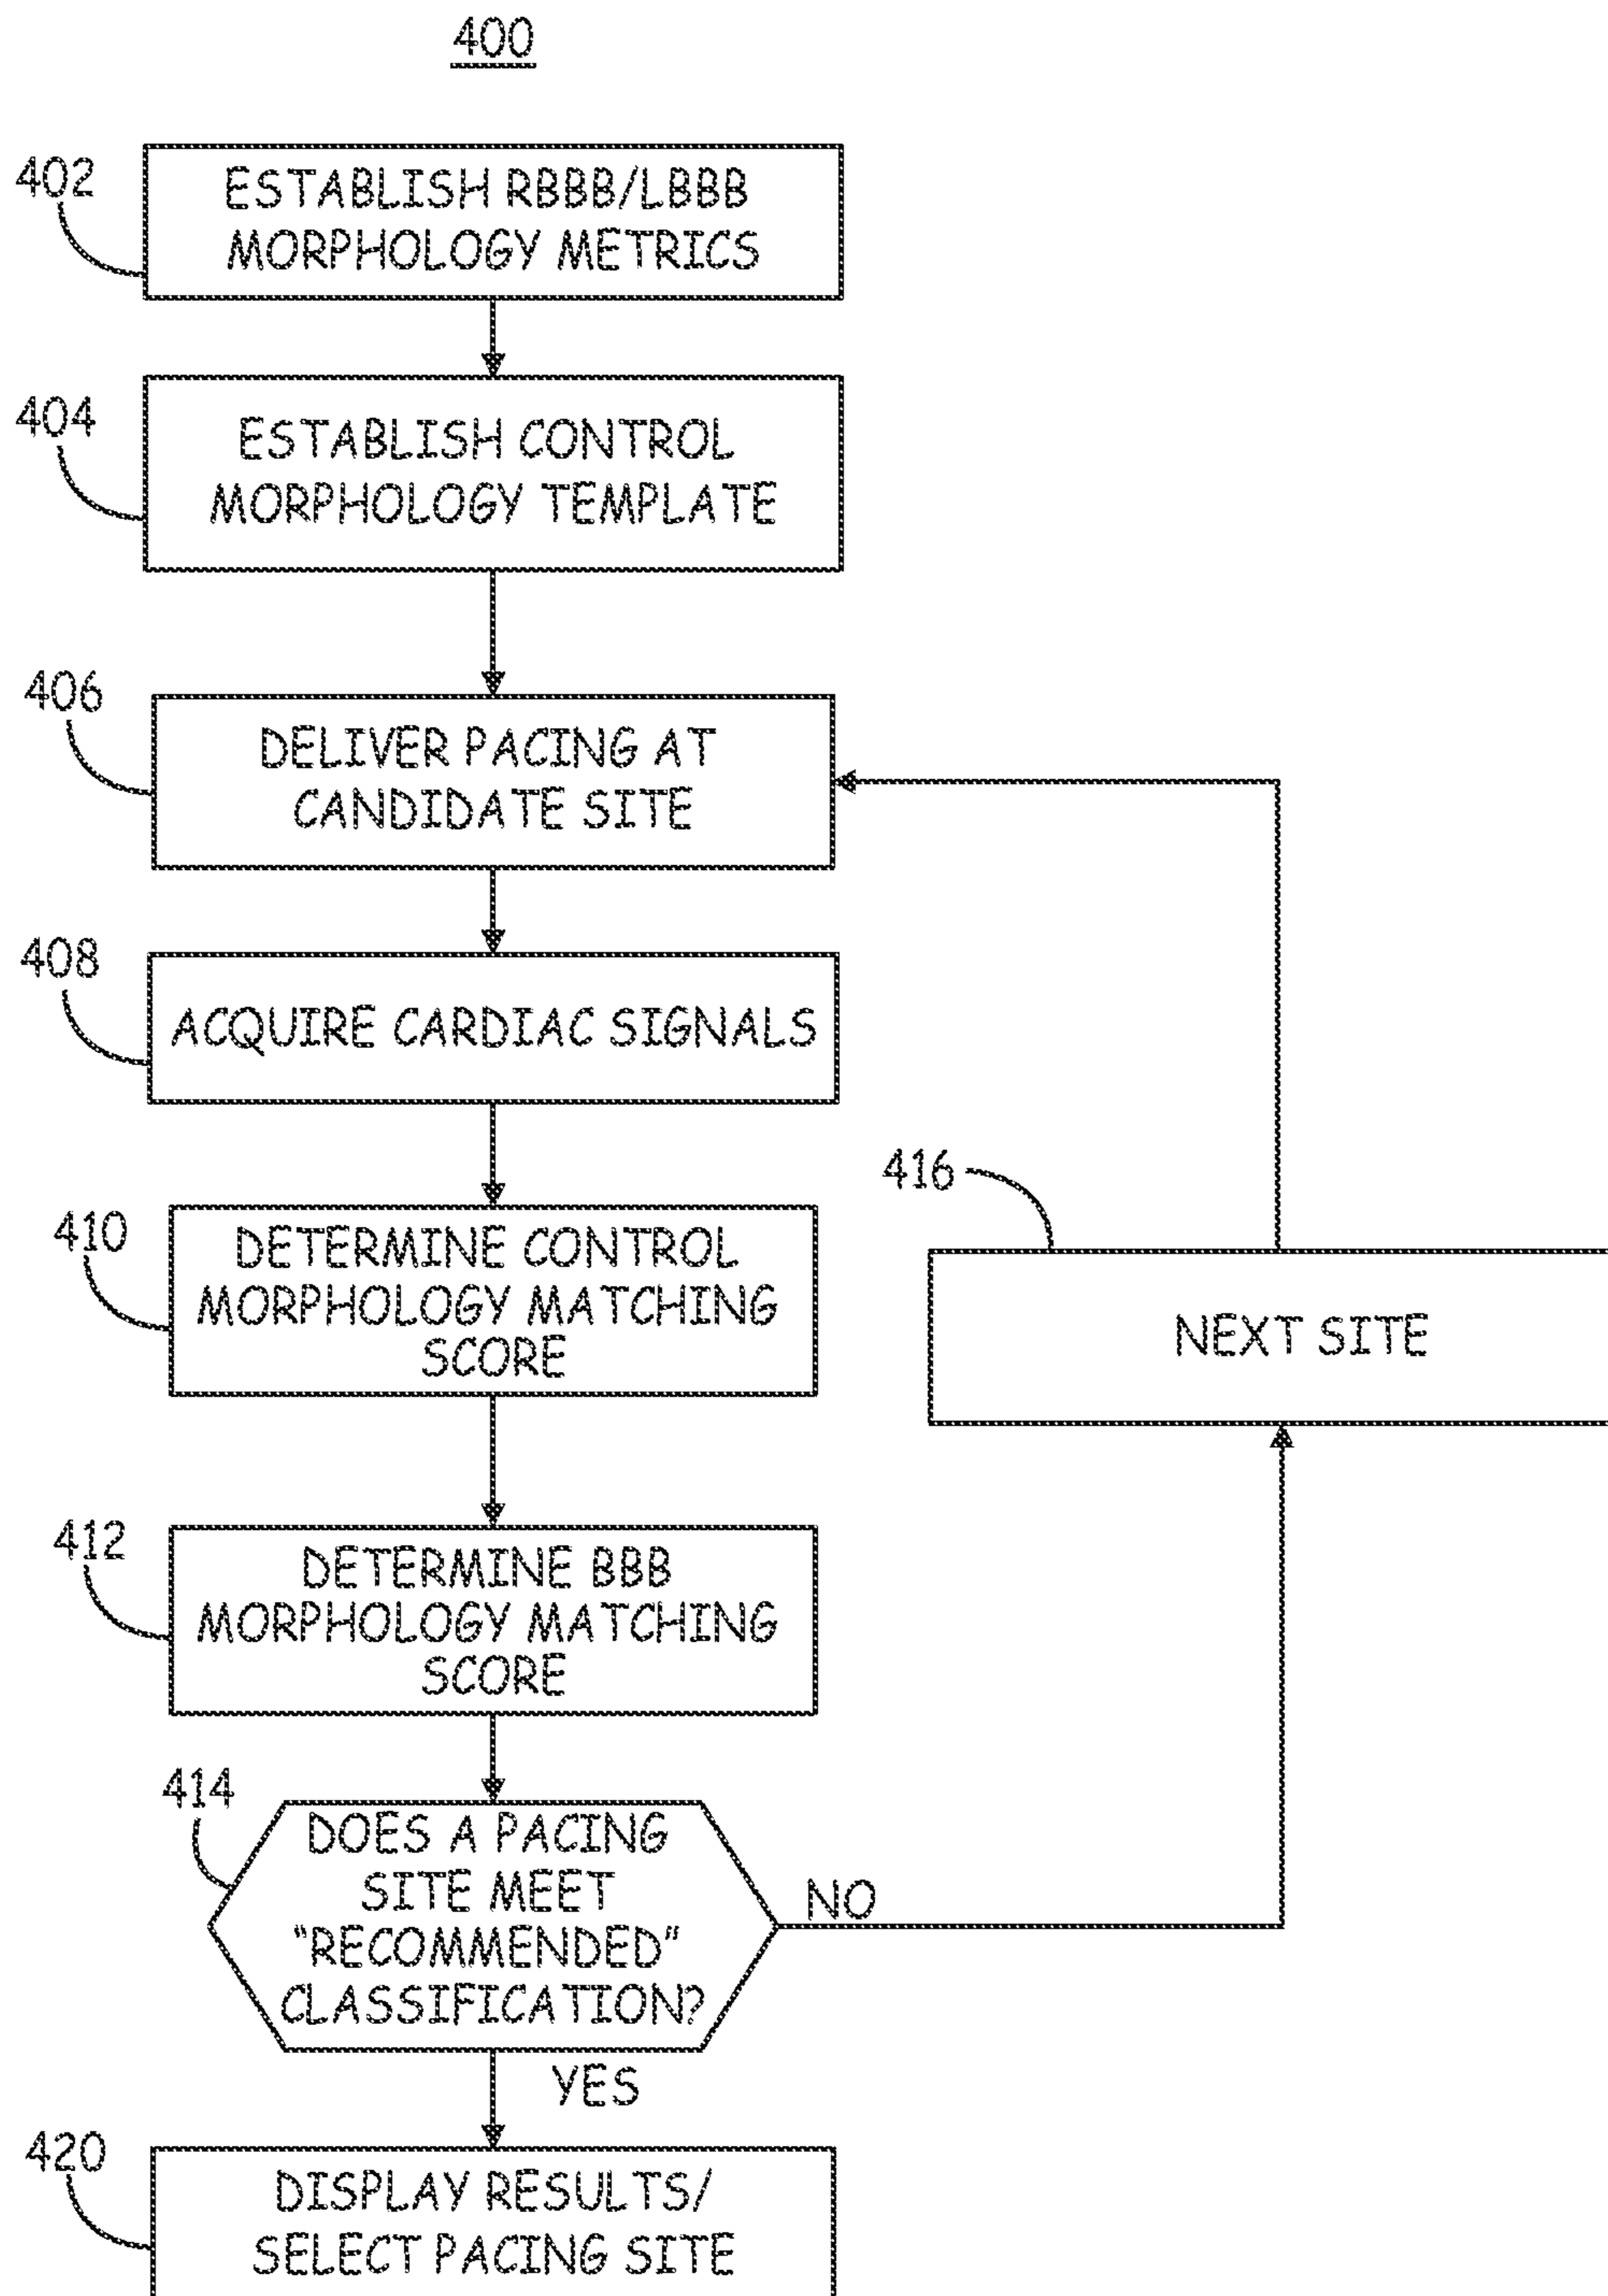 400
402
ESTABLISH RBBB/LBBB
MORPHOLOGY METRICS
404
ESTABLISH CONTROL
MORPHOLOGY TEMPLATE
406
DELIVER PACING AT
CANDIDATE SITE
408
ACQUIRE CARDIAC SIGNALS
410
DETERMINE CONTROL
MORPHOLOGY MATCHING
SCORE
416
NEXT SITE
412
DETERMINE BBB
MORPHOLOGY MATCHING
SCORE
414
DOES A PACING
SITE MEET
"RECOMMENDED"
CLASSIFICATION?
NO
YES
420
DISPLAY RESULTS/
SELECT PACING SITE